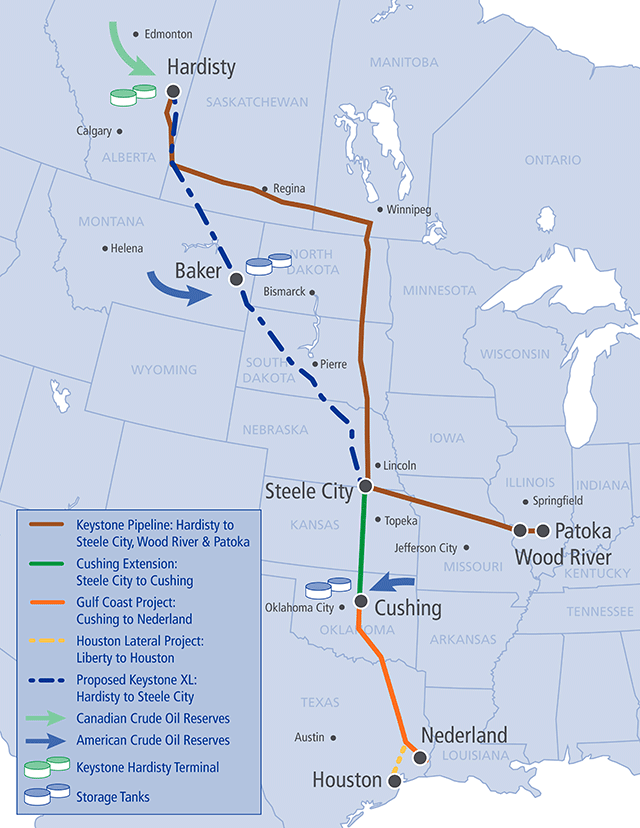 Edmonton
Hardisty
MANITOBA
SASKATCHEWAN
Calgary
ALBERTA
ONTARIO
Regina
Winnipeg
MONTANA
Helena
NORTH
DAKOTA
Baker
Bismarck
MINNESOTA
WISCONSIN
WYOMING
SOUTH
DAKOTA
Pierre
NEBRASKA
IOWA
Lincoln
Steele City
ILLINOIS
INDIANA
Springfield
KANSAS
Topeka
Patoka
Wood River
Jefferson City
MISSOURI
KENTUCKY
Oklahoma City
Cushing
OKLAHOMA
TENNESSEE
ARKANSAS
TEXAS
Austin
Nederland
LOUISIANA
Houston
Keystone Pipeline: Hardisty to
Steele City, Wood River & Patoka
Cushing Extension:
Steele City to Cushing
Gulf Coast Project:
Cushing to Nederland
Houston Lateral Project:
Liberty to Houston
Proposed Keystone XL:
Hardisty to Steele City
Canadian Crude Oil Reserves
American Crude Oil Reserves
Keystone Hardisty Terminal
Storage Tanks